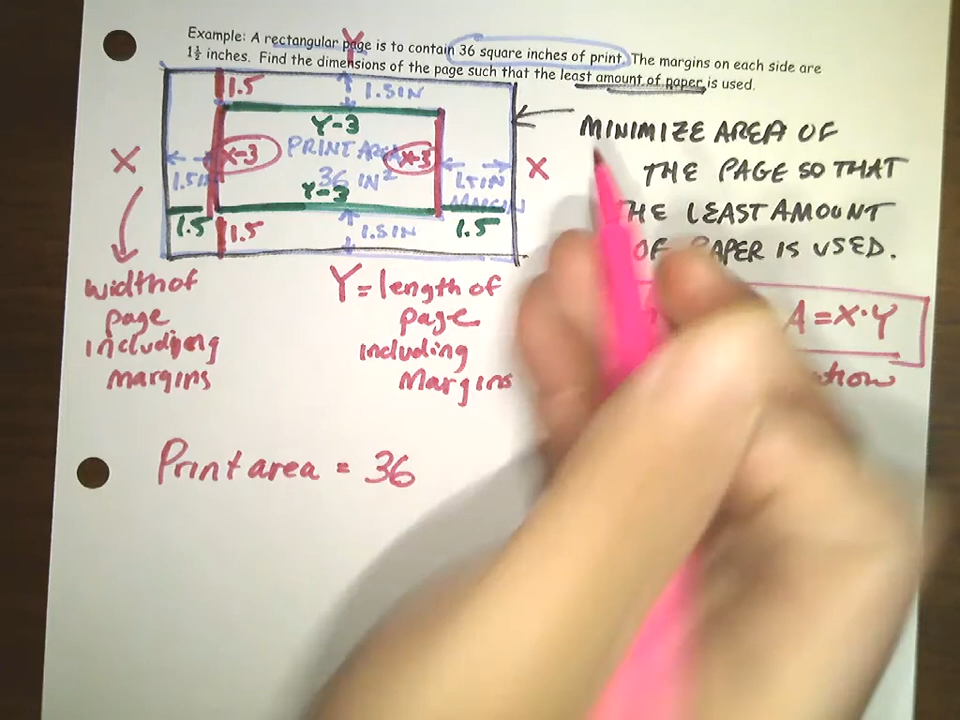 Example: A rectangular page is to contain 36 square inches of print. The margins on each side are
1½ inches. Find the dimensions of the page such that the least amount of paper is used.
Y
1.5
1.5IN
Y-3
X
X-3
PRINT AREA
X-3
X
1.5IN
36 IN²
1.5IN
MARGIN
Y-3
1.5
1.5
1.5IN
1.5
MINIMIZE AREA OF
THE PAGE SO THAT
THE LEAST AMOUNT
OF PAPER IS USED.
A = X·Y
width of
page
including
margins
Y = length of
page
including
Margins
Print area = 36